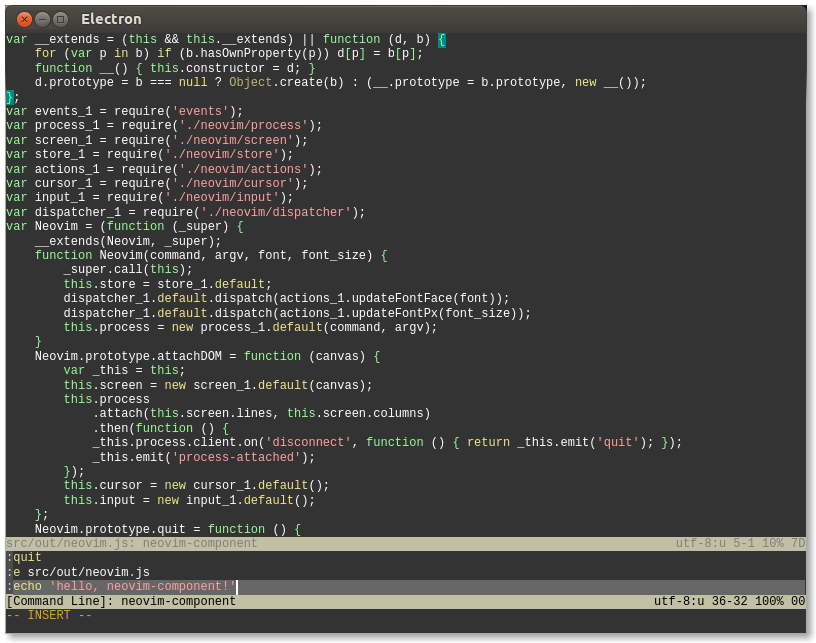 Electron
var __extends = (this && this.__extends) || function (d, b) {
    for (var p in b) if (b.hasOwnProperty(p)) d[p] = b[p];
    function __() { this.constructor = d; }
    d.prototype = b === null ? Object.create(b) : (__.prototype = b.prototype, new __());
};
var events_1 = require('events');
var process_1 = require('./neovim/process');
var screen_1 = require('./neovim/screen');
var store_1 = require('./neovim/store');
var actions_1 = require('./neovim/actions');
var cursor_1 = require('./neovim/cursor');
var input_1 = require('./neovim/input');
var dispatcher_1 = require('./neovim/dispatcher');
var Neovim = (function (_super) {
    __extends(Neovim, _super);
    function Neovim(command, argv, font, font_size) {
        _super.call(this);
        this.store = store_1.default;
        dispatcher_1.default.dispatch(actions_1.updateFontFace(font));
        dispatcher_1.default.dispatch(actions_1.updateFontPx(font_size));
        this.process = new process_1.default(command, argv);
    }
    Neovim.prototype.attachDOM = function (canvas) {
        var _this = this;
        this.screen = new screen_1.default(canvas);
        this.process
            .attach(this.screen.lines, this.screen.columns)
            .then(function () {
            _this.process.client.on('disconnect', function () { return _this.emit('quit'); });
            _this.emit('process-attached');
        });
        this.cursor = new cursor_1.default();
        this.input = new input_1.default();
    };
    Neovim.prototype.quit = function () {
src/out/neovim.js: neovim-component utf-8:u 5-1 10% 7D
:quit
:e src/out/neovim.js
:echo 'hello, neovim-component!'
[Command Line]: neovim-component utf-8:u 36-32 100% 00
-- INSERT --